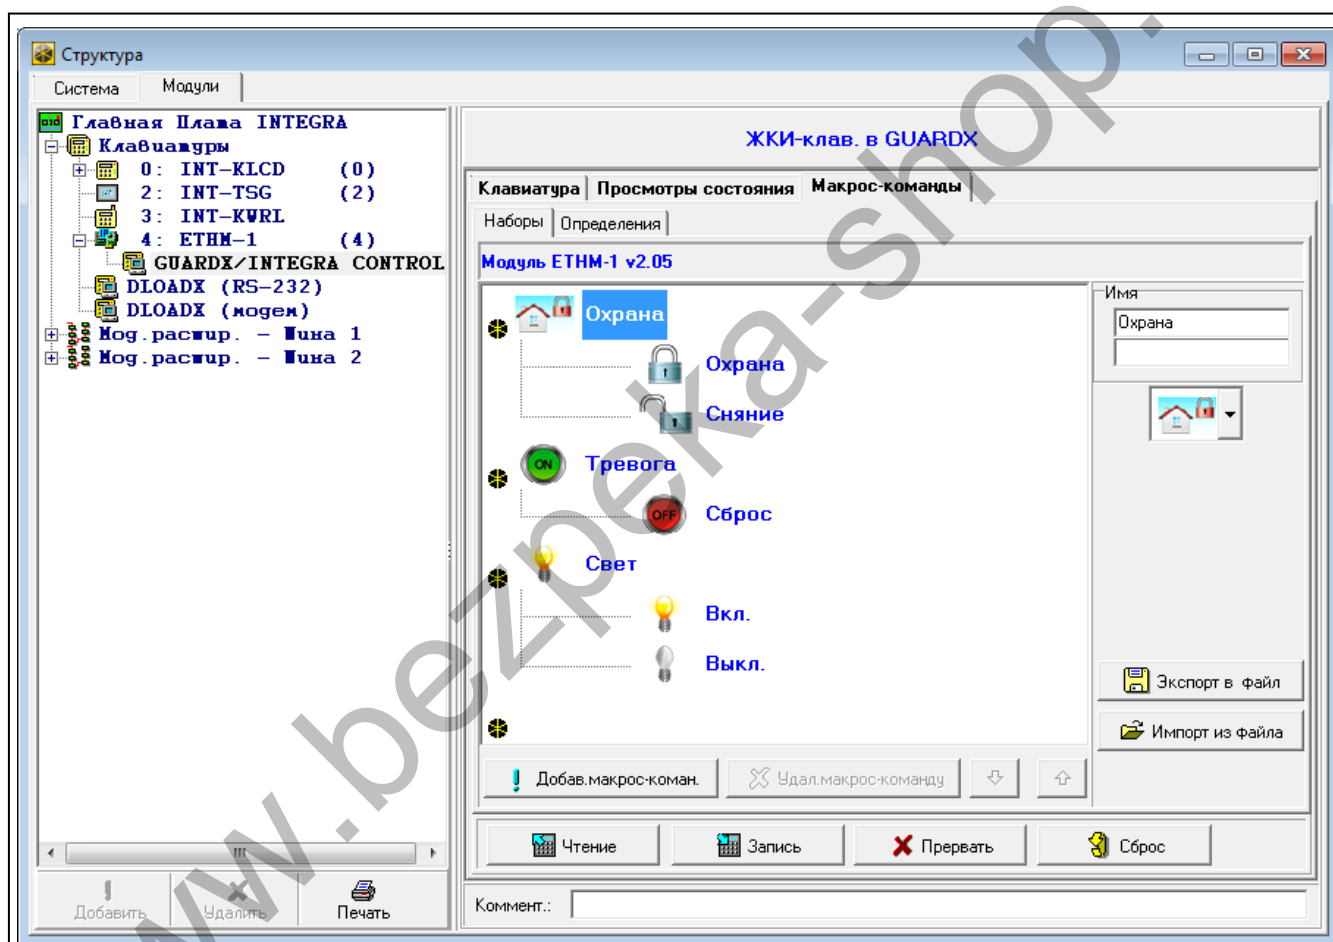 Структура
Система Модули
Главная Плата INTEGRA
Клавиатуры
0: INT-KLCD (0)
2: INT-TSG (2)
3: INT-KWRL
4: ETHM-1 (4)
GUARDX/INTEGRA CONTROL
DLOADX (RS-232)
DLOADX (модем)
Мод.расшир. - Шина 1
Мод.расшир. - Шина 2
Добавить Удалить Печать
ЖКИ-клав. в GUARDX
Клавиатура Просмотры состояния Макрос-команды
Наборы Определения
Модуль ETHM-1 v2.05
Охрана
Охрана
Сняние
ON Тревога
OFF Сброс
Свет
Вкл.
Выкл.
Имя
Охрана
Экспорт в файл
Импорт из файла
Добав.макрос-коман. Удал.макрос-команду
Чтение Запись Прервать Сброс
Коммент.:
www.bezpeka-shop.